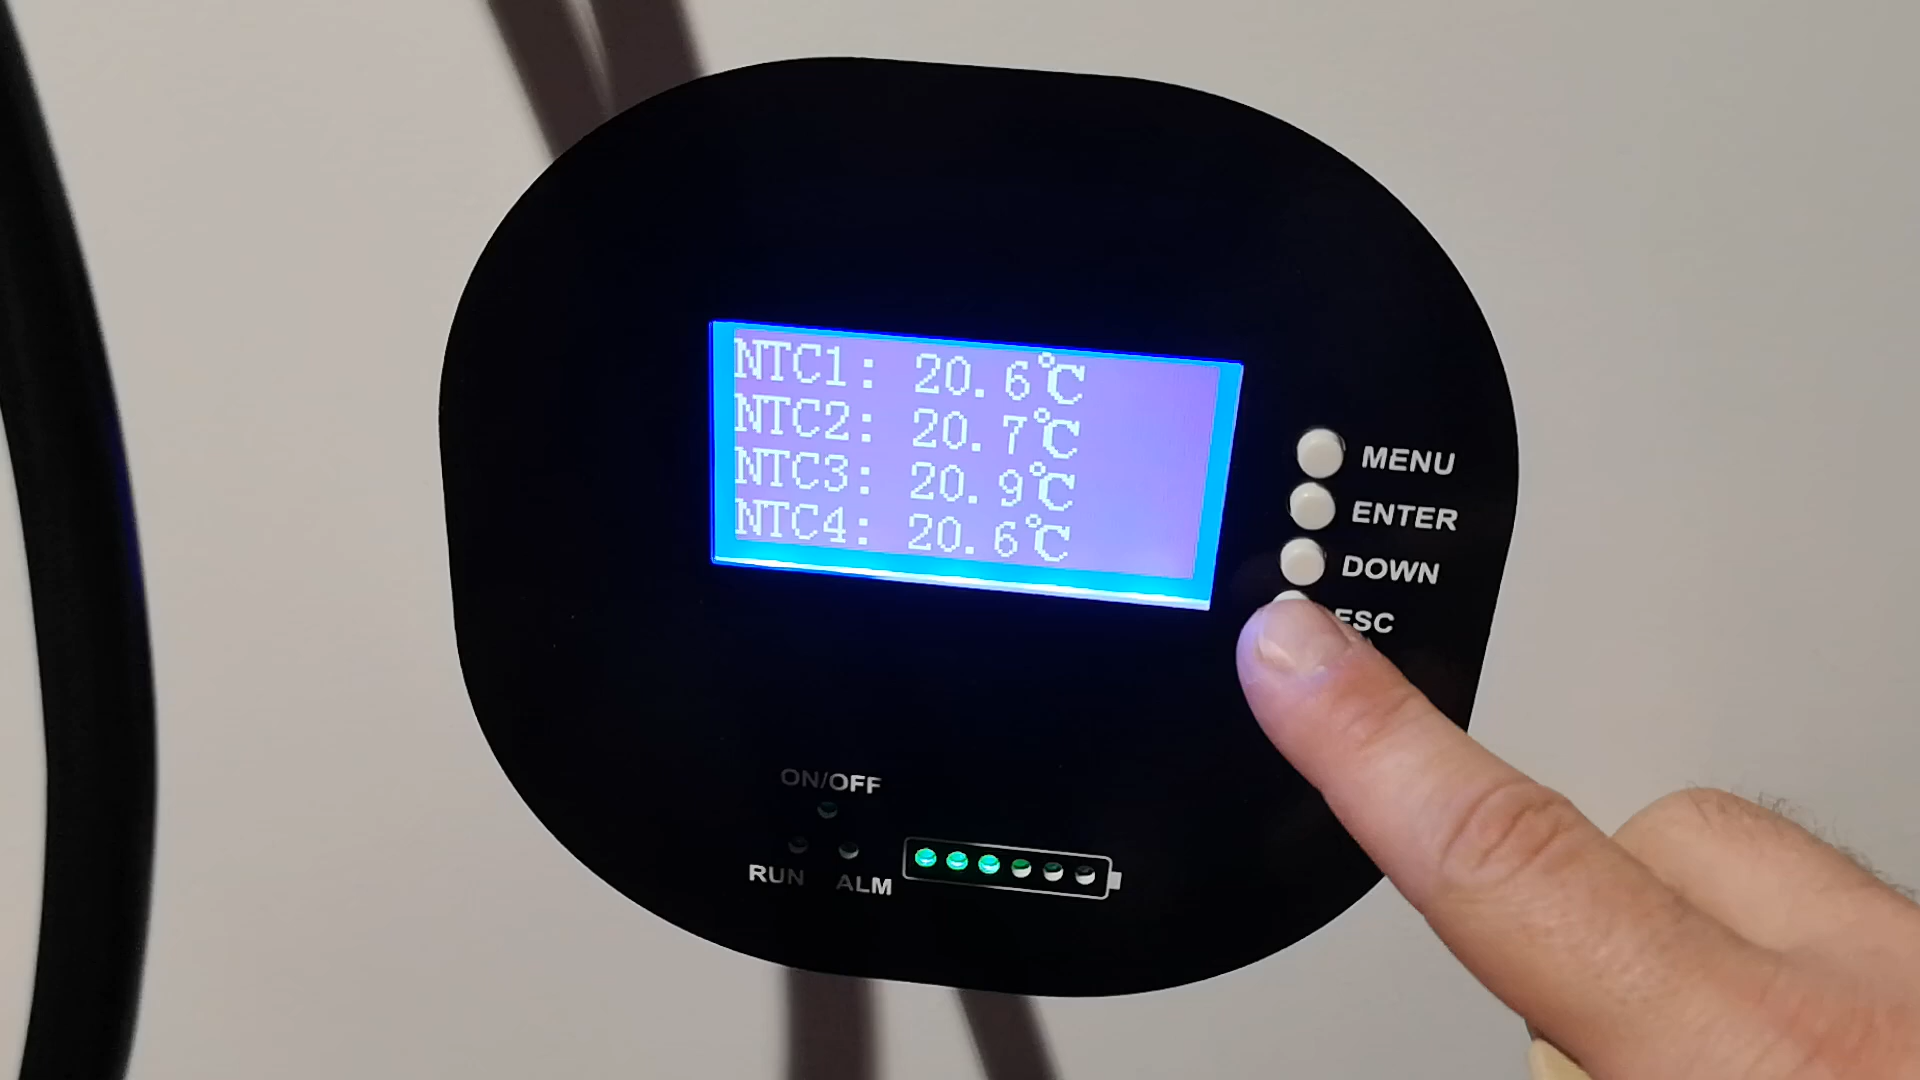 NTC1: 20.6℃
NTC2: 20.7℃
NTC3: 20.9℃
NTC4: 20.6℃
MENU
ENTER
DOWN
ESC
ON/OFF
RUN ALM